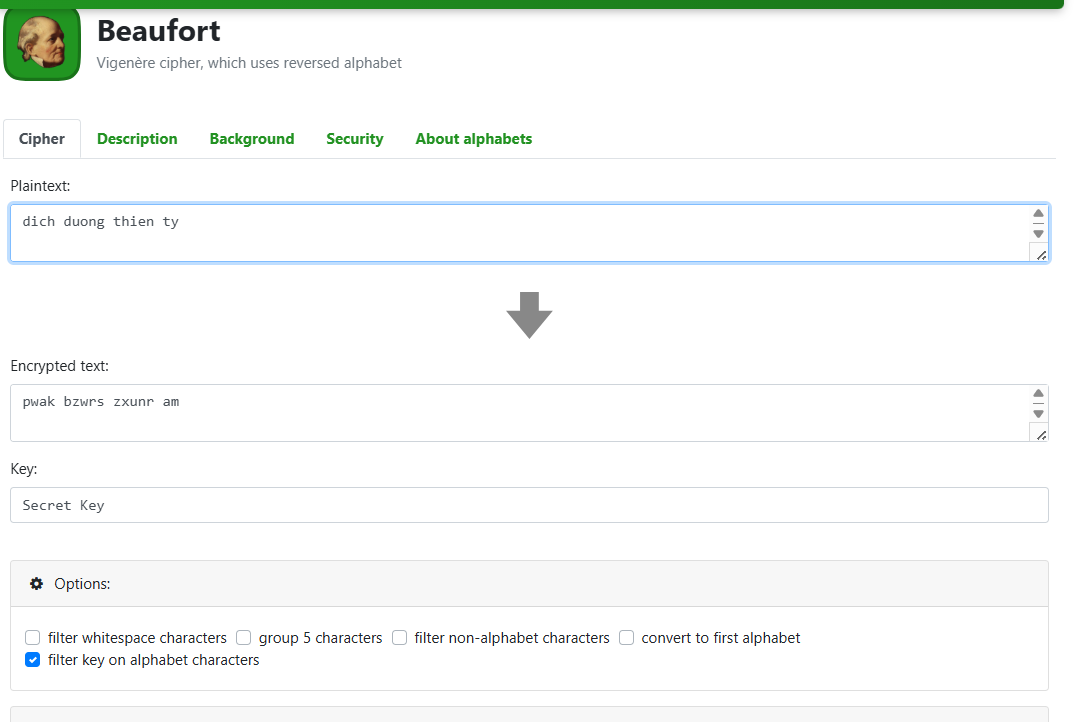 Beaufort
Vigenère cipher, which uses reversed alphabet
Cipher Description Background Security About alphabets
Plaintext:
dich duong thien ty
Encrypted text:
pwak bzwrs zxunr am
Key:
Secret Key
Options:
filter whitespace characters group 5 characters filter non-alphabet characters convert to first alphabet
filter key on alphabet characters